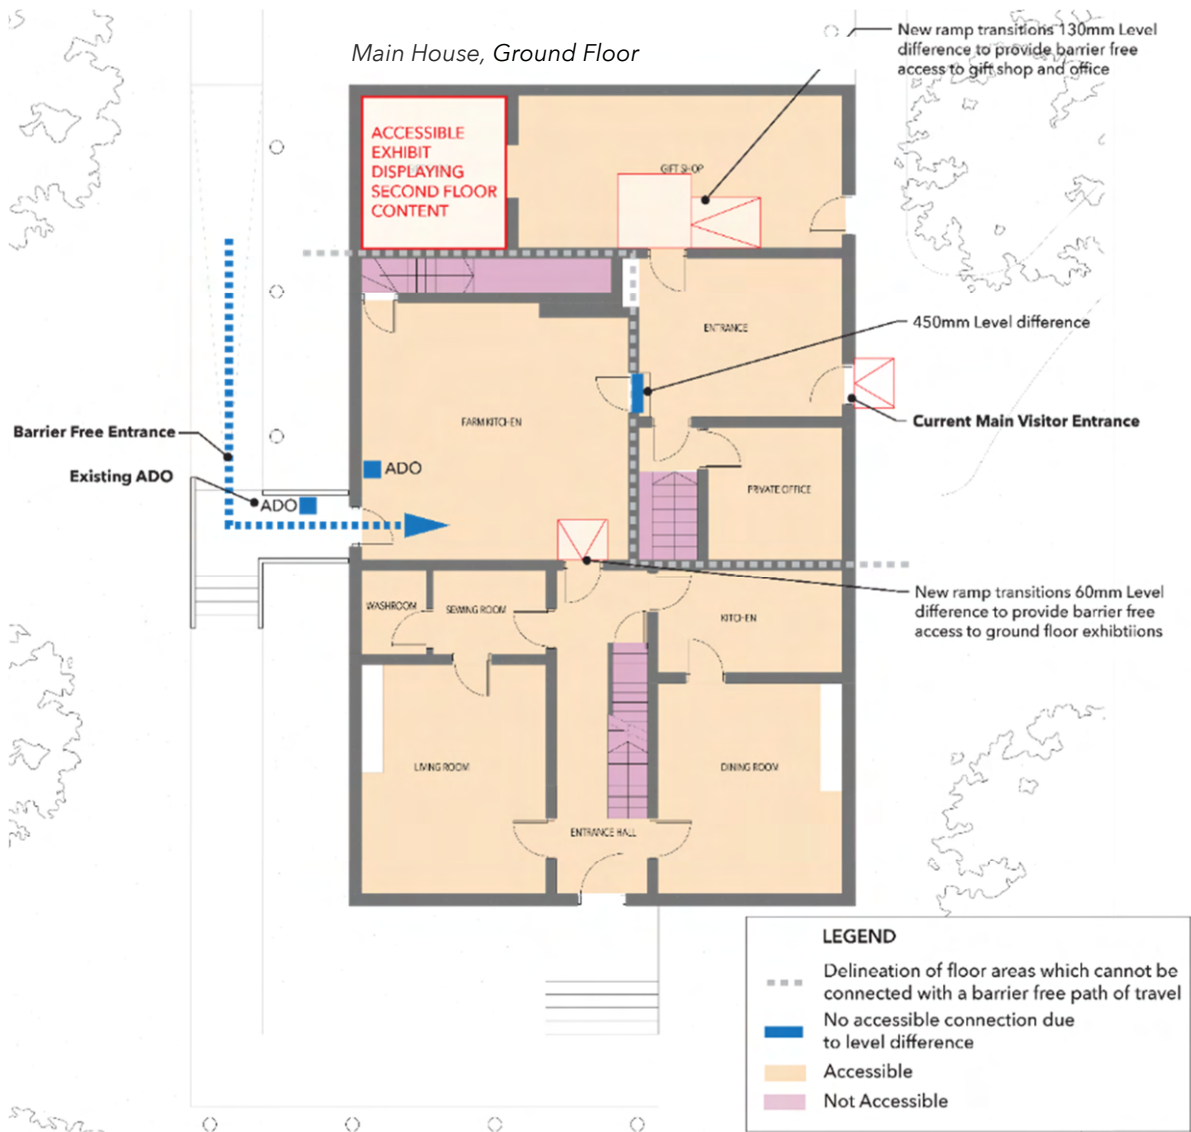 Main House, Ground Floor
New ramp transitions 130mm Level
difference to provide barrier free
access to gift shop and office
ACCESSIBLE
EXHIBIT
DISPLAYING
SECOND FLOOR
CONTENT
GIFT SHOP
ENTRANCE
450mm Level difference
FARM KITCHEN
Current Main Visitor Entrance
Barrier Free Entrance
Existing ADO
ADO
ADO
PRIVATE OFFICE
New ramp transitions 60mm Level
difference to provide barrier free
access to ground floor exhibtiions
WASHROOM
SEWING ROOM
KITCHEN
LIVING ROOM
DINING ROOM
ENTRANCE HALL
LEGEND
Delineation of floor areas which cannot be
connected with a barrier free path of travel
No accessible connection due
to level difference
Accessible
Not Accessible